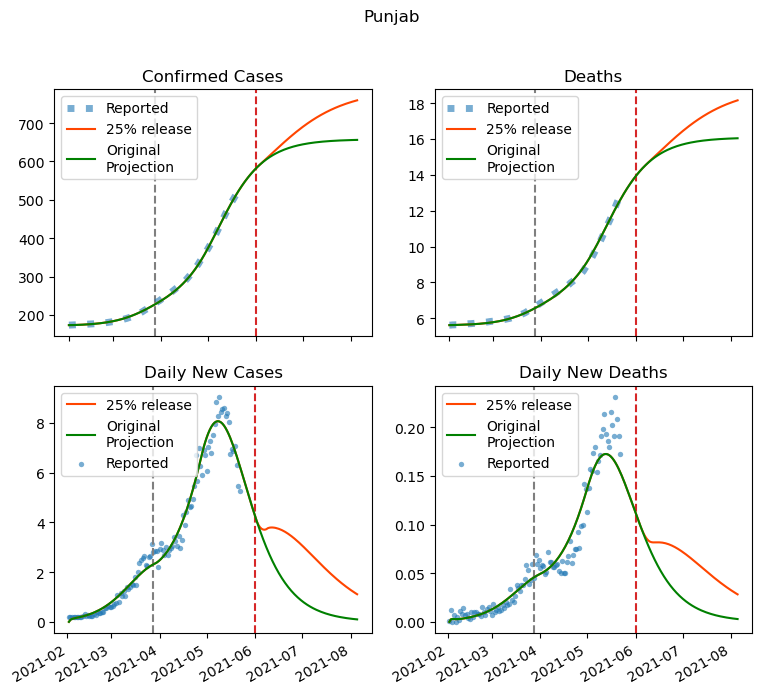 Punjab
Confirmed Cases
Reported
25% release
Original
Projection
700
600
500
400
300
200
Deaths
Reported
25% release
Original
Projection
18
16
14
12
10
8
6
Daily New Cases
25% release
Original
Projection
Reported
8
6
4
2
0
2021-02
2021-03
2021-04
2021-05
2021-06
2021-07
2021-08
Daily New Deaths
25% release
Original
Projection
Reported
0.20
0.15
0.10
0.05
0.00
2021-02
2021-03
2021-04
2021-05
2021-06
2021-07
2021-08